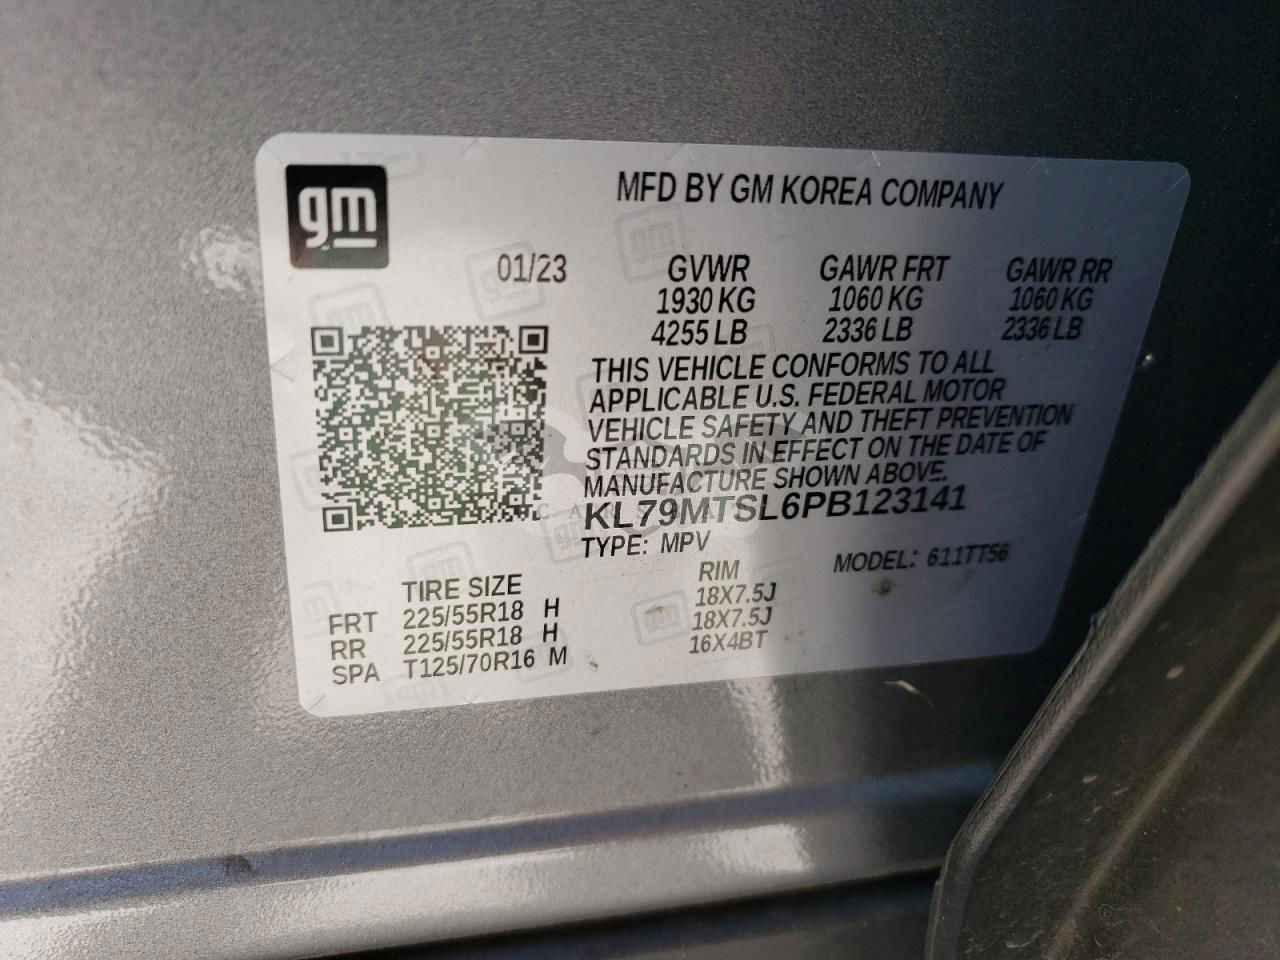 gm
MFD BY GM KOREA COMPANY
01/23 GVWR GAWR FRT GAWR RR
1930 KG 1060 KG 1060 KG
4255 LB 2336 LB 2336 LB
THIS VEHICLE CONFORMS TO ALL
APPLICABLE U.S. FEDERAL MOTOR
VEHICLE SAFETY AND THEFT PREVENTION
STANDARDS IN EFFECT ON THE DATE OF
MANUFACTURE SHOWN ABOVE.
KL79MTSL6PB123141
TYPE: MPV MODEL: 611TT56
TIRE SIZE RIM
FRT 225/55R18 H 18X7.5J
RR 225/55R18 H 18X7.5J
SPA T125/70R16 M 16X4BT